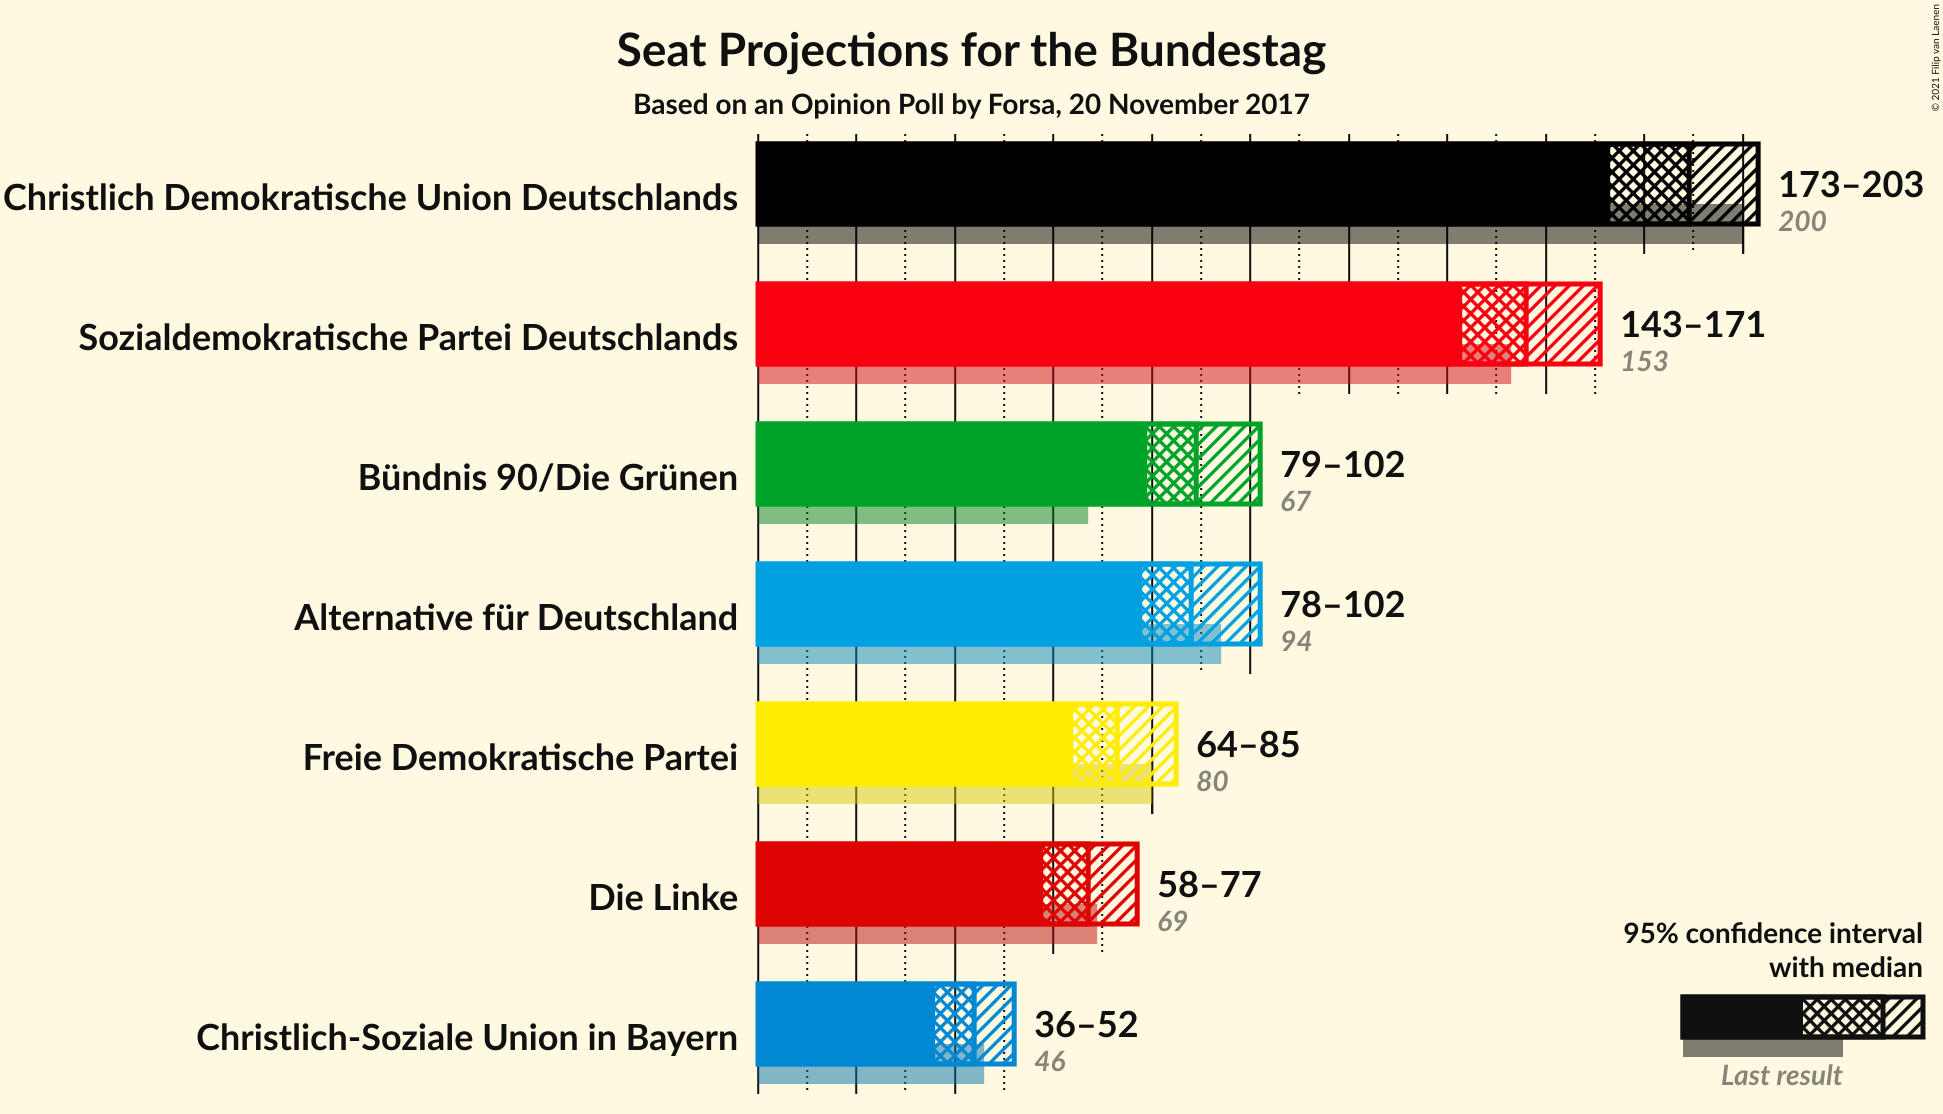 Seat Projections for the Bundestag
Based on an Opinion Poll by Forsa, 20 November 2017
© 2021 Filip van Laenen
Christlich Demokratische Union Deutschlands
173–203
200
Sozialdemokratische Partei Deutschlands
143–171
153
Bündnis 90/Die Grünen
79–102
67
Alternative für Deutschland
78–102
94
Freie Demokratische Partei
64–85
80
Die Linke
58–77
69
Christlich-Soziale Union in Bayern
36–52
46
95% confidence interval
with median
Last result